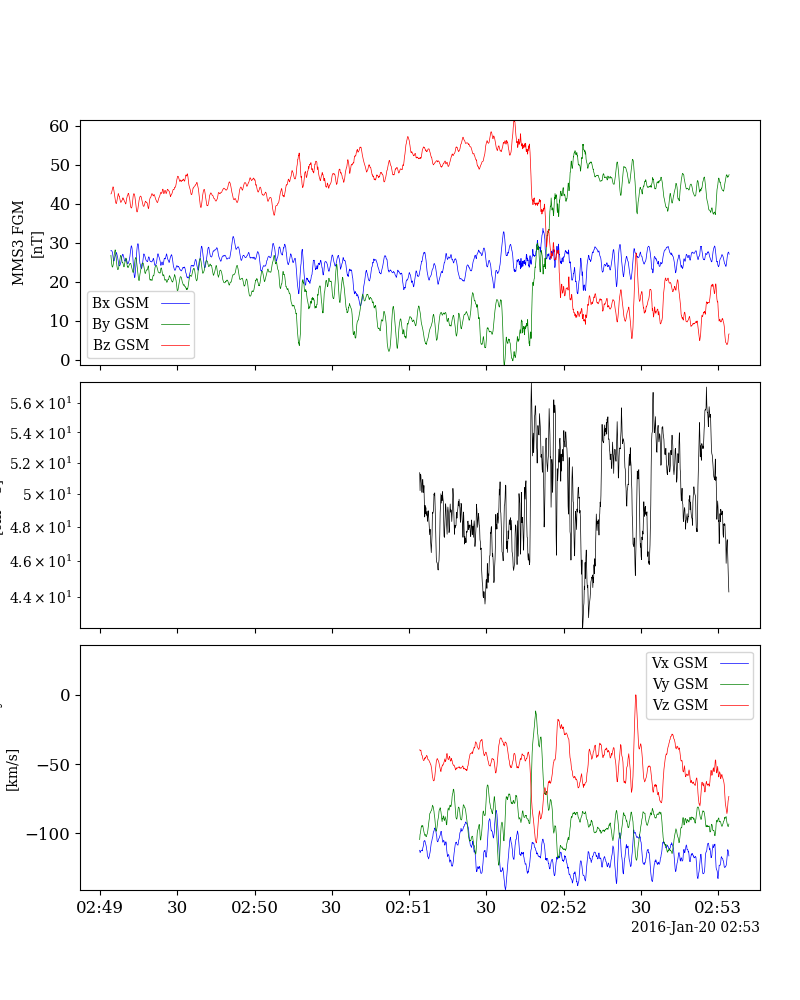 60
50
40
30
20
10
0
MMS3 FGM
[nT]
Bx GSM
By GSM
Bz GSM
5.6 × 10¹
5.4 × 10¹
5.2 × 10¹
5 × 10¹
4.8 × 10¹
4.6 × 10¹
4.4 × 10¹
0
−50
−100
[km/s]
Vx GSM
Vy GSM
Vz GSM
02:49
30
02:50
30
02:51
30
02:52
30
02:53
2016-Jan-20 02:53